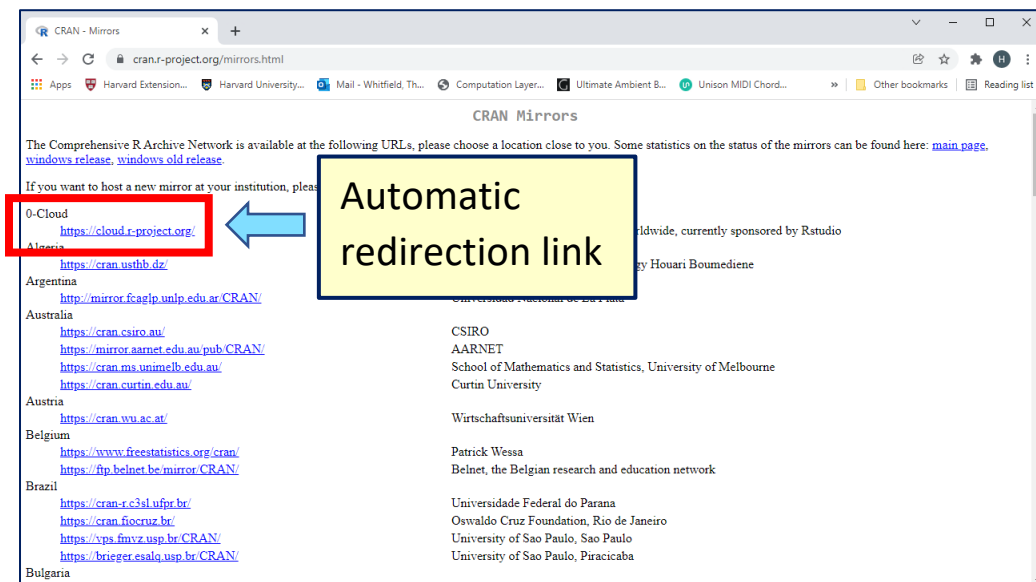 CRAN - Mirrors
cran.r-project.org/mirrors.html
H
Apps Harvard Extension... Harvard University... Mail - Whitfield, Th... Computation Layer... Ultimate Ambient B... Unison MIDI Chord... » Other bookmarks Reading list
CRAN Mirrors
The Comprehensive R Archive Network is available at the following URLs, please choose a location close to you. Some statistics on the status of the mirrors can be found here: main page,
windows release, windows old release.
If you want to host a new mirror at your institution,
Automatic
redirection link
0-Cloud
https://cloud.r-project.org/ currently sponsored by Rstudio
Algeria
https://cran.usthb.dz/ Houari Boumediene
Argentina
http://mirror.fcaglp.unlp.edu.ar/CRAN/ Universidad Nacional de La Plata
Australia
https://cran.csiro.au/ CSIRO
https://mirror.aarnet.edu.au/pub/CRAN/ AARNET
https://cran.ms.unimelb.edu.au/ School of Mathematics and Statistics, University of Melbourne
https://cran.curtin.edu.au/ Curtin University
Austria
https://cran.wu.ac.at/ Wirtschaftsuniversität Wien
Belgium
https://www.freestatistics.org/cran/ Patrick Wessa
https://ftp.belnet.be/mirror/CRAN/ Belnet, the Belgian research and education network
Brazil
https://cran-r.c3sl.ufpr.br/ Universidade Federal do Parana
https://cran.fiocruz.br/ Oswaldo Cruz Foundation, Rio de Janeiro
https://vps.fmvz.usp.br/CRAN/ University of Sao Paulo, Sao Paulo
https://brieger.esalq.usp.br/CRAN/ University of Sao Paulo, Piracicaba
Bulgaria